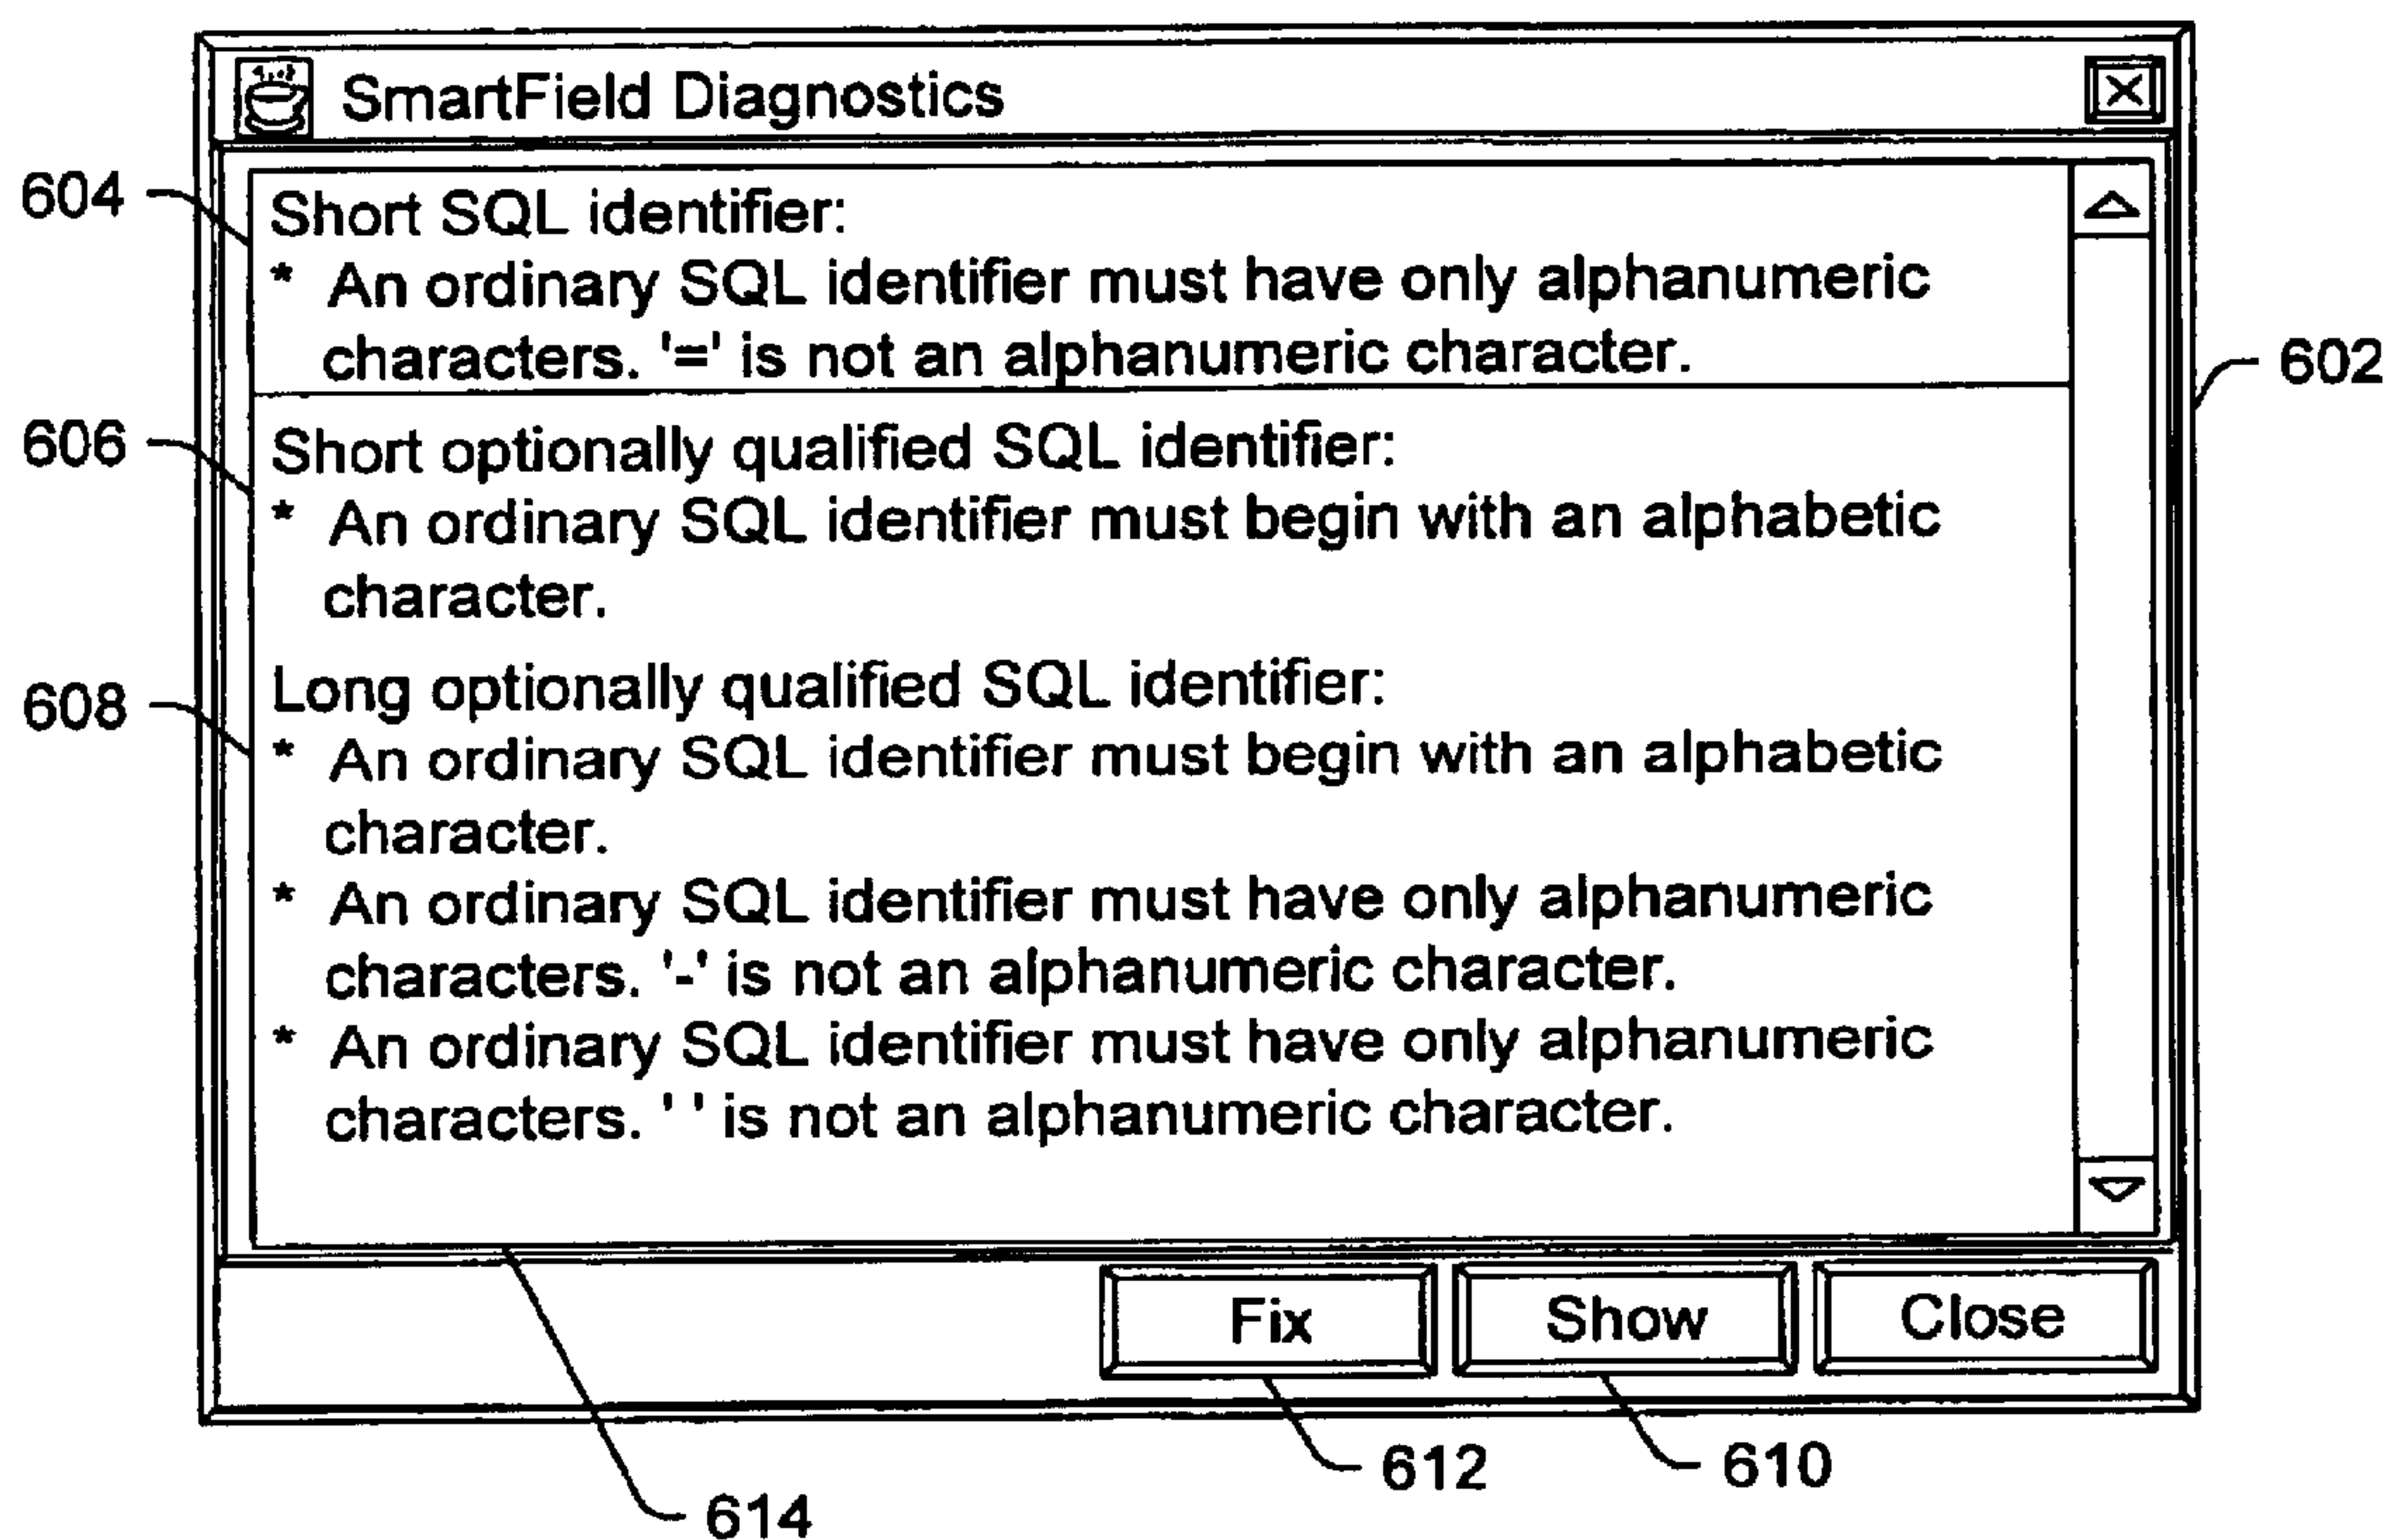 SmartField Diagnostics
604
Short SQL identifier:
* An ordinary SQL identifier must have only alphanumeric
characters. '=' is not an alphanumeric character.
602
606
Short optionally qualified SQL identifier:
* An ordinary SQL identifier must begin with an alphabetic
character.
608
Long optionally qualified SQL identifier:
* An ordinary SQL identifier must begin with an alphabetic
character.
* An ordinary SQL identifier must have only alphanumeric
characters. '-' is not an alphanumeric character.
* An ordinary SQL identifier must have only alphanumeric
characters. ' ' is not an alphanumeric character.
Fix Show Close
612 610
614